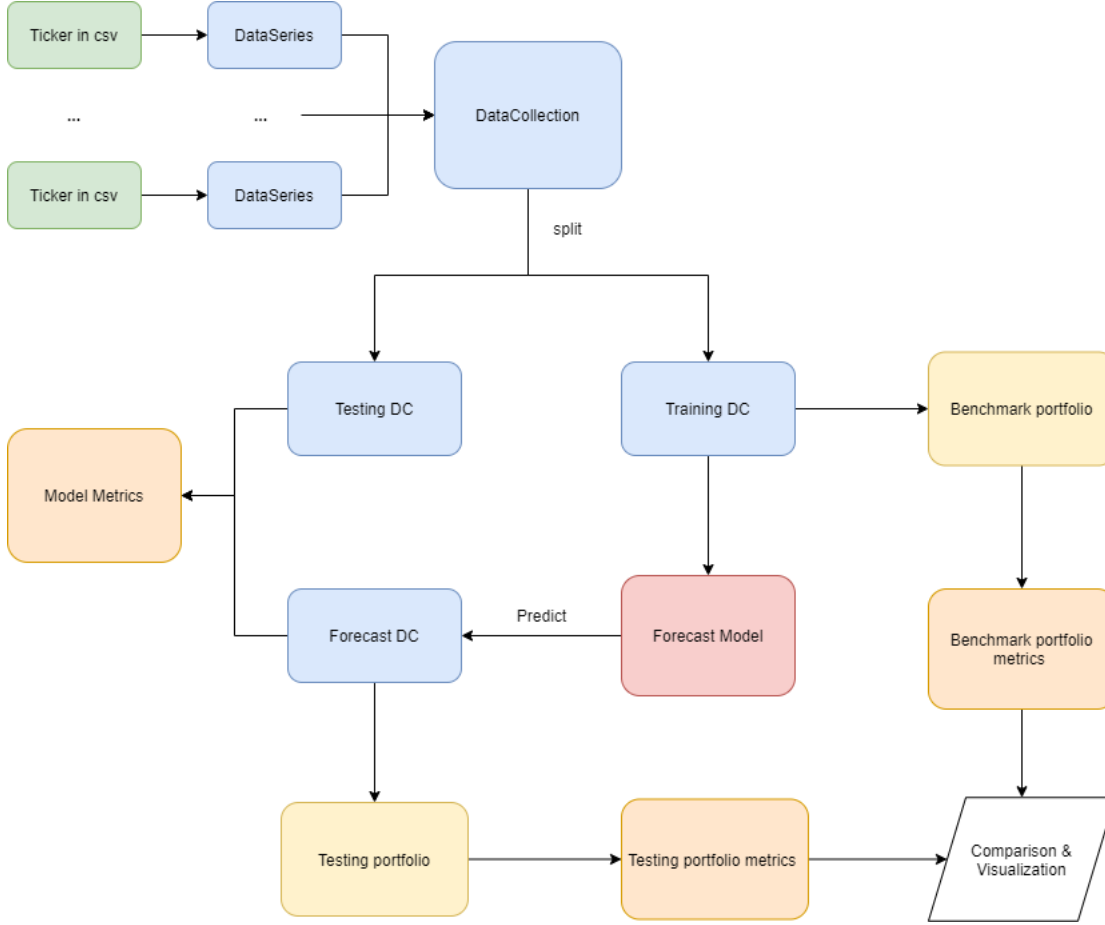 Ticker in csv
DataSeries
...
...
DataCollection
Ticker in csv
DataSeries
split
Testing DC
Training DC
Benchmark portfolio
Model Metrics
Forecast DC
Predict
Forecast Model
Benchmark portfolio
metrics
Testing portfolio
Testing portfolio metrics
Comparison &
Visualization